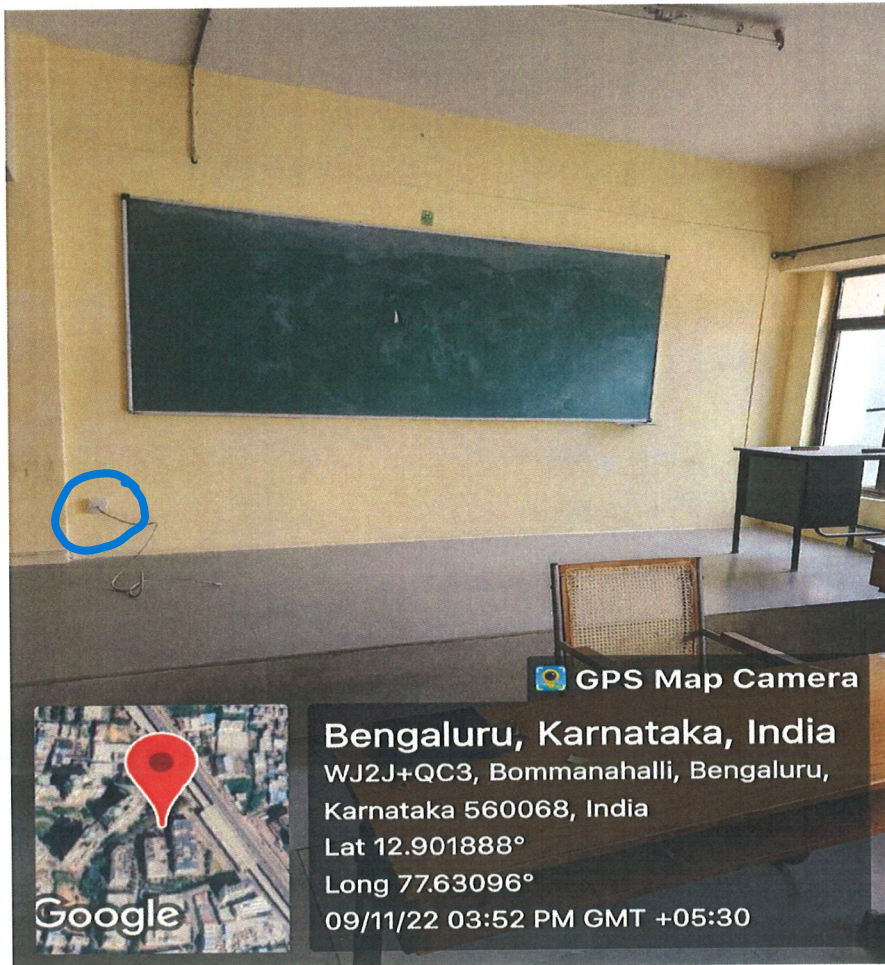 GPS Map Camera
Bengaluru, Karnataka, India
WJ2J+QC3, Bommanahalli, Bengaluru,
Karnataka 560068, India
Lat 12.901888°
Long 77.63096°
09/11/22 03:52 PM GMT +05:30
Google